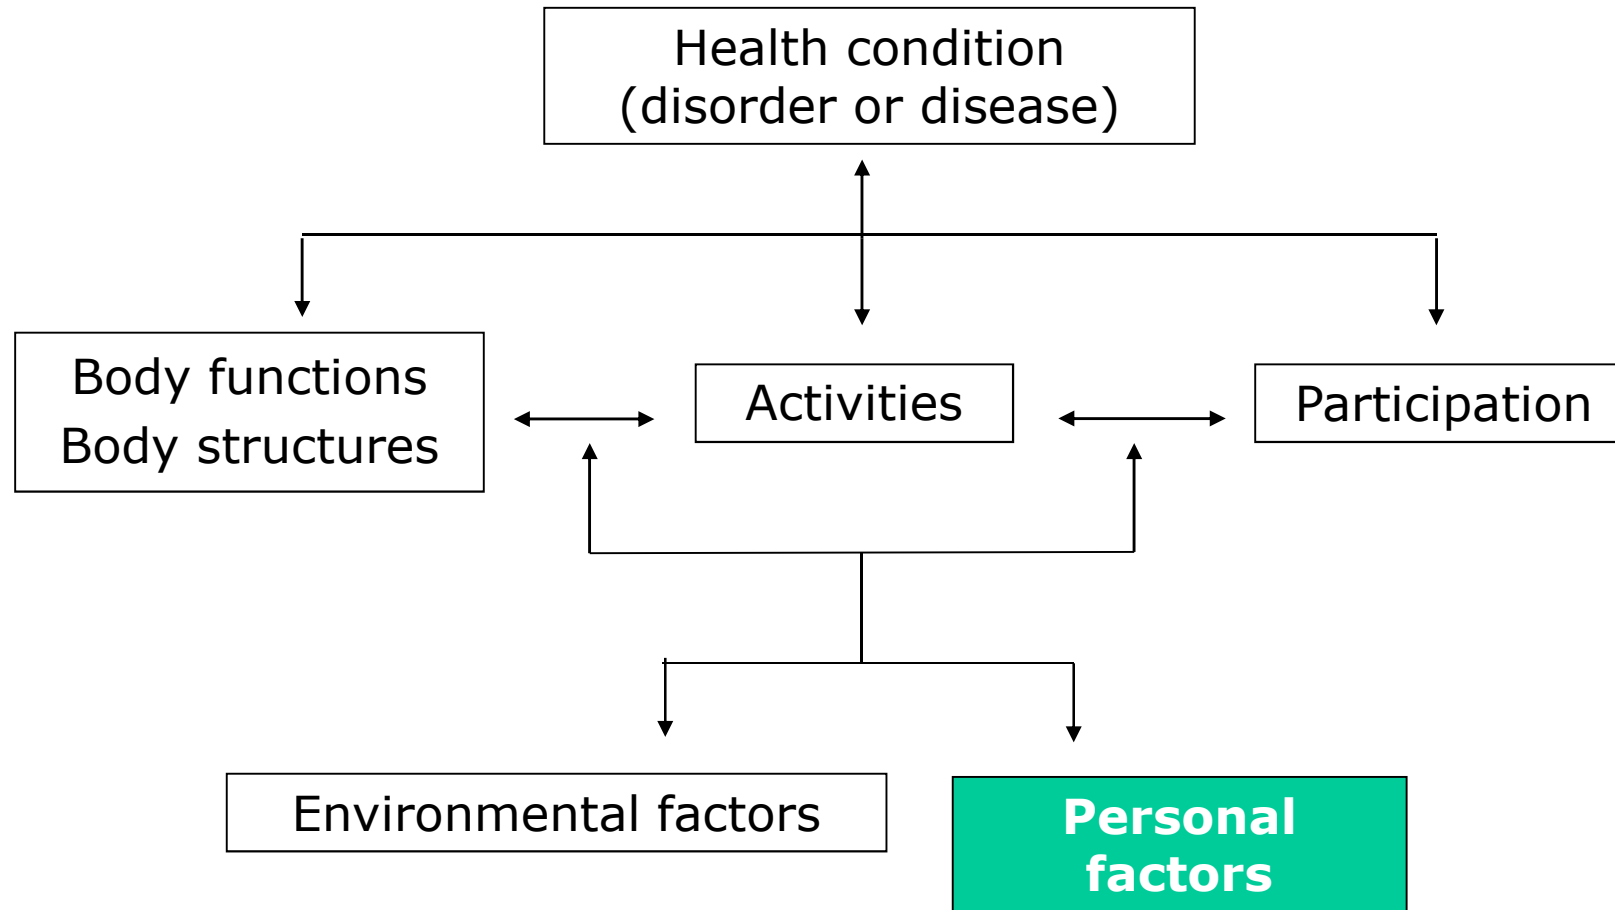 Health condition
(disorder or disease)
Body functions
Body structures
Activities
Participation
Environmental factors
Personal
factors